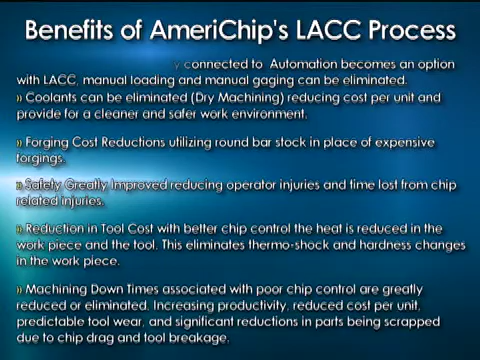 Benefits of AmeriChip's LACC Process
y connected to Automation becomes an option
with LACC, manual loading and manual gaging can be eliminated.
» Coolants can be eliminated (Dry Machining) reducing cost per unit and
provide for a cleaner and safer work environment.
» Forging Cost Reductions utilizing round bar stock in place of expensive
forgings.
» Safety Greatly Improved reducing operator injuries and time lost from chip
related injuries.
» Reduction in Tool Cost with better chip control the heat is reduced in the
work piece and the tool. This eliminates thermo-shock and hardness changes
in the work piece.
» Machining Down Times associated with poor chip control are greatly
reduced or eliminated. Increasing productivity, reduced cost per unit,
predictable tool wear, and significant reductions in parts being scrapped
due to chip drag and tool breakage.